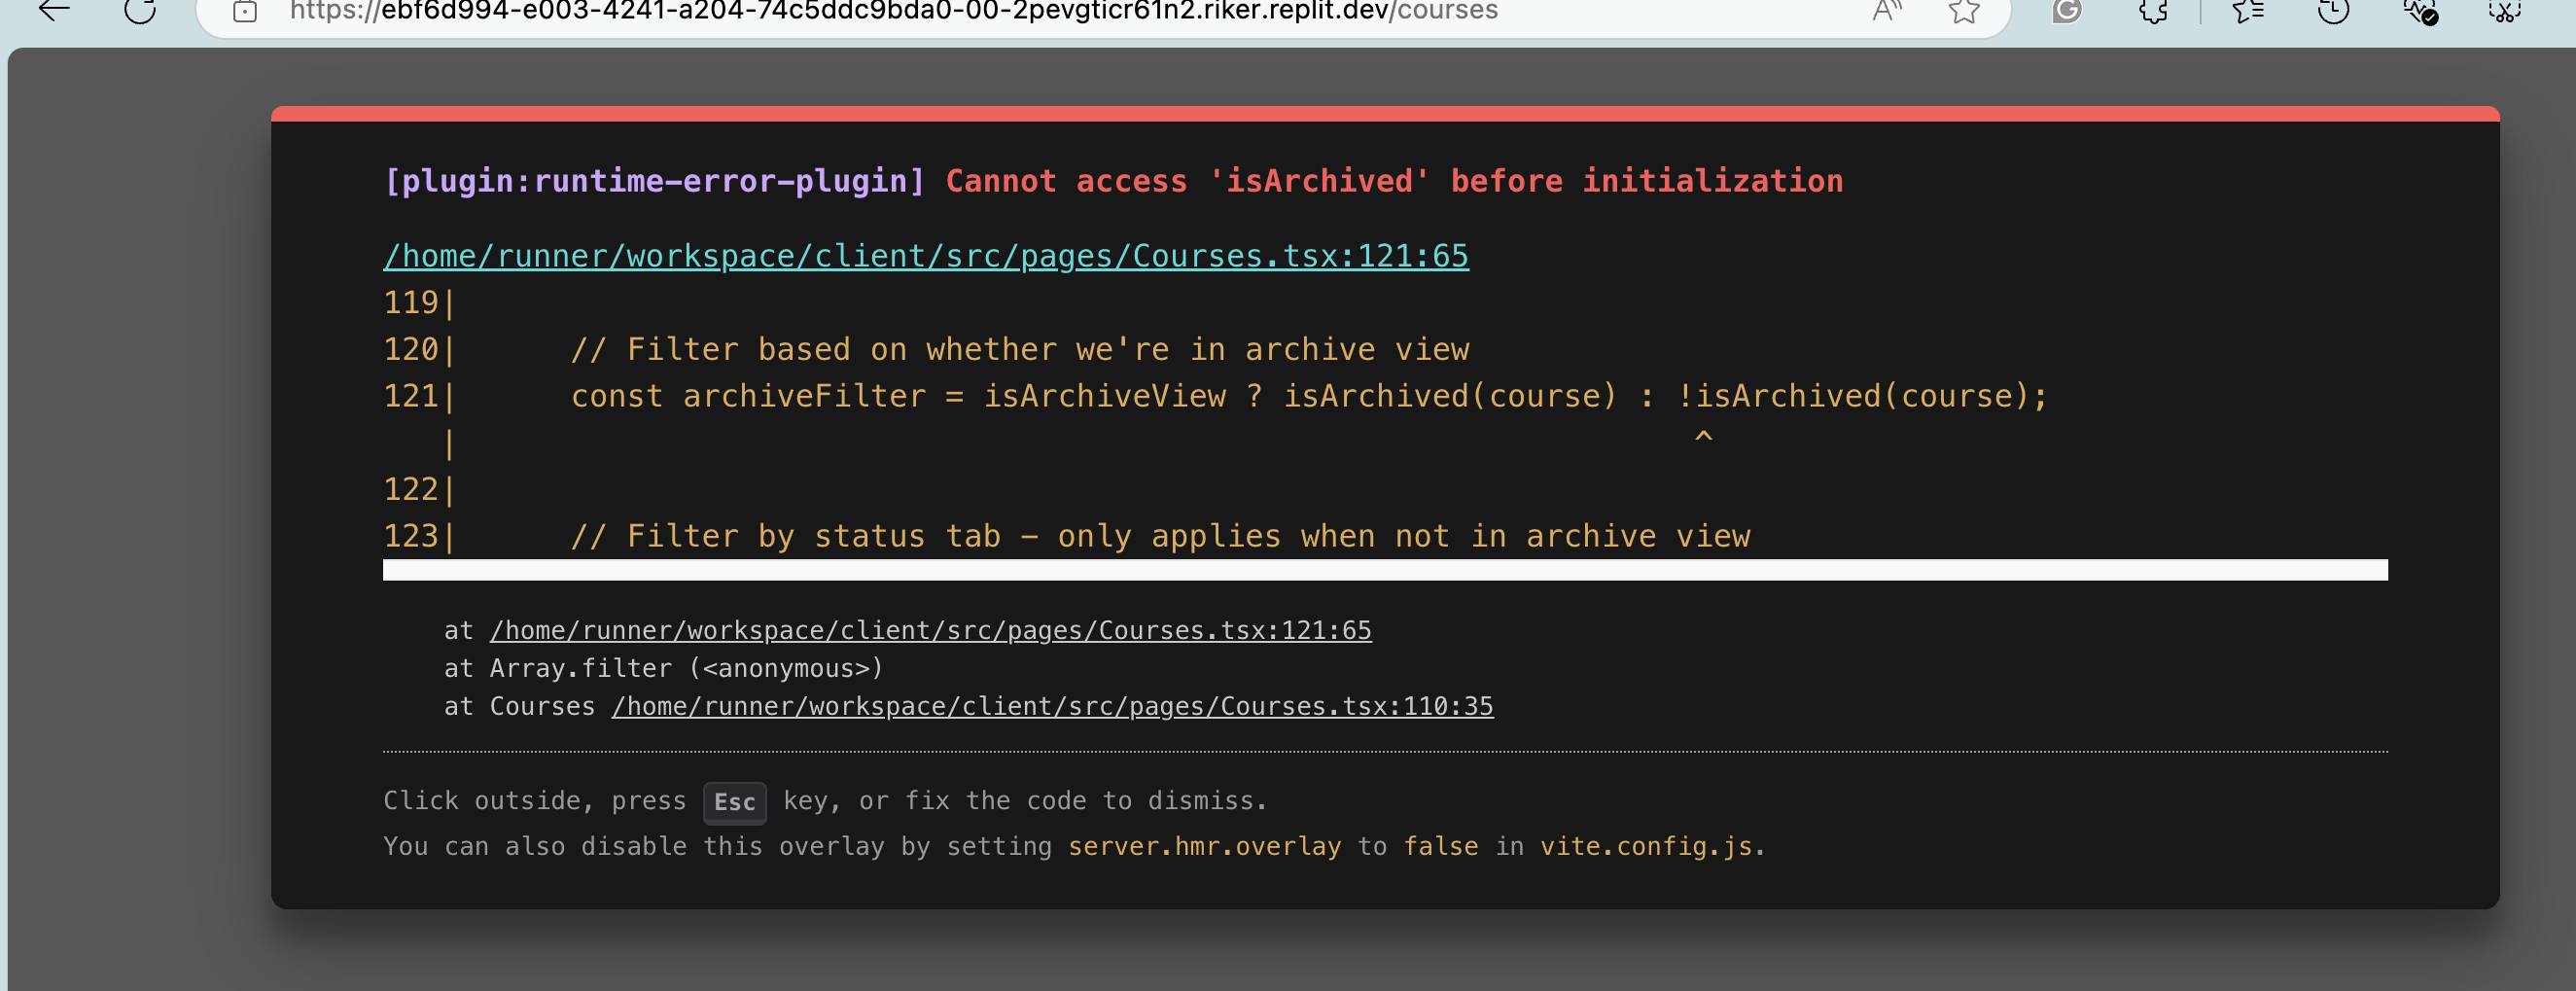 https://ebf6d994-e003-4241-a204-74c5ddc9bda0-00-2pevgticr61n2.riker.replit.dev/courses
[plugin:runtime-error-plugin] Cannot access 'isArchived' before initialization
/home/runner/workspace/client/src/pages/Courses.tsx:121:65
119|
120|      // Filter based on whether we're in archive view
121|      const archiveFilter = isArchiveView ? isArchived(course) : !isArchived(course);
   |                                                                  ^
122|
123|      // Filter by status tab – only applies when not in archive view
at /home/runner/workspace/client/src/pages/Courses.tsx:121:65
at Array.filter (<anonymous>)
at Courses /home/runner/workspace/client/src/pages/Courses.tsx:110:35
Click outside, press Esc key, or fix the code to dismiss.
You can also disable this overlay by setting server.hmr.overlay to false in vite.config.js.